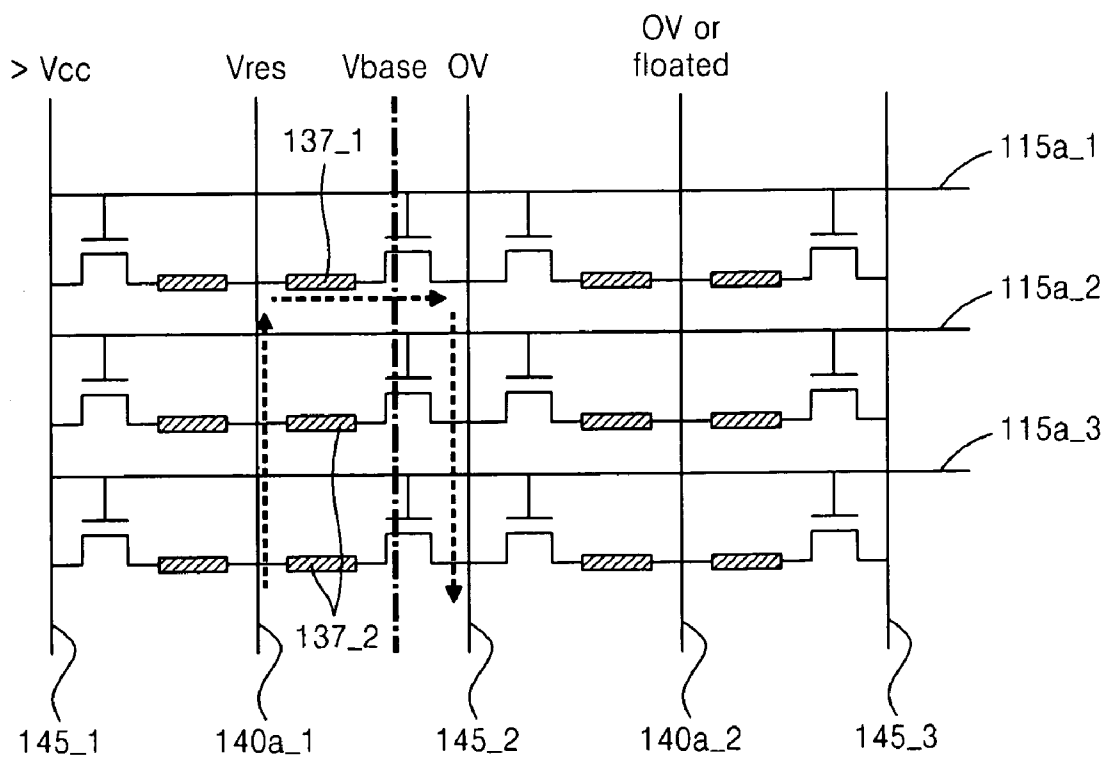 > Vcc
Vres
Vbase
OV
OV or
floated
137_1
115a_1
115a_2
115a_3
137_2
145_1
140a_1
145_2
140a_2
145_3